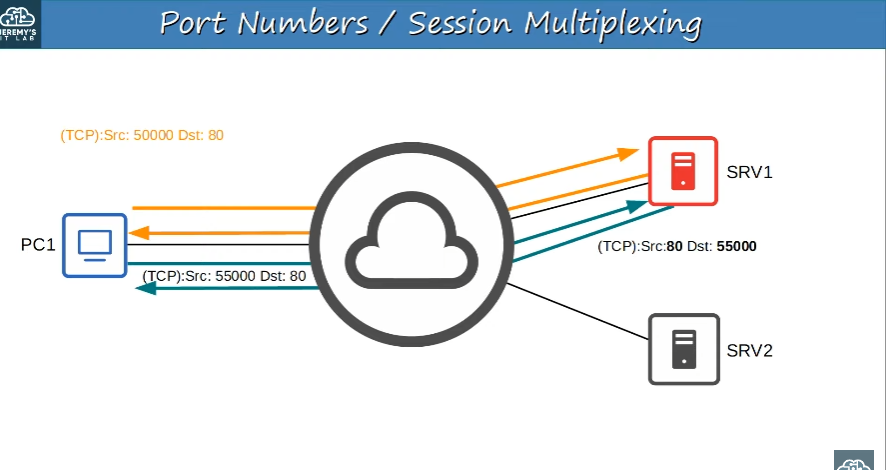 JEREMY'S
IT LAB
Port Numbers / Session Multiplexing
(TCP):Src: 50000 Dst: 80
SRV1
PC1
(TCP):Src:80 Dst: 55000
(TCP):Src: 55000 Dst: 80
SRV2